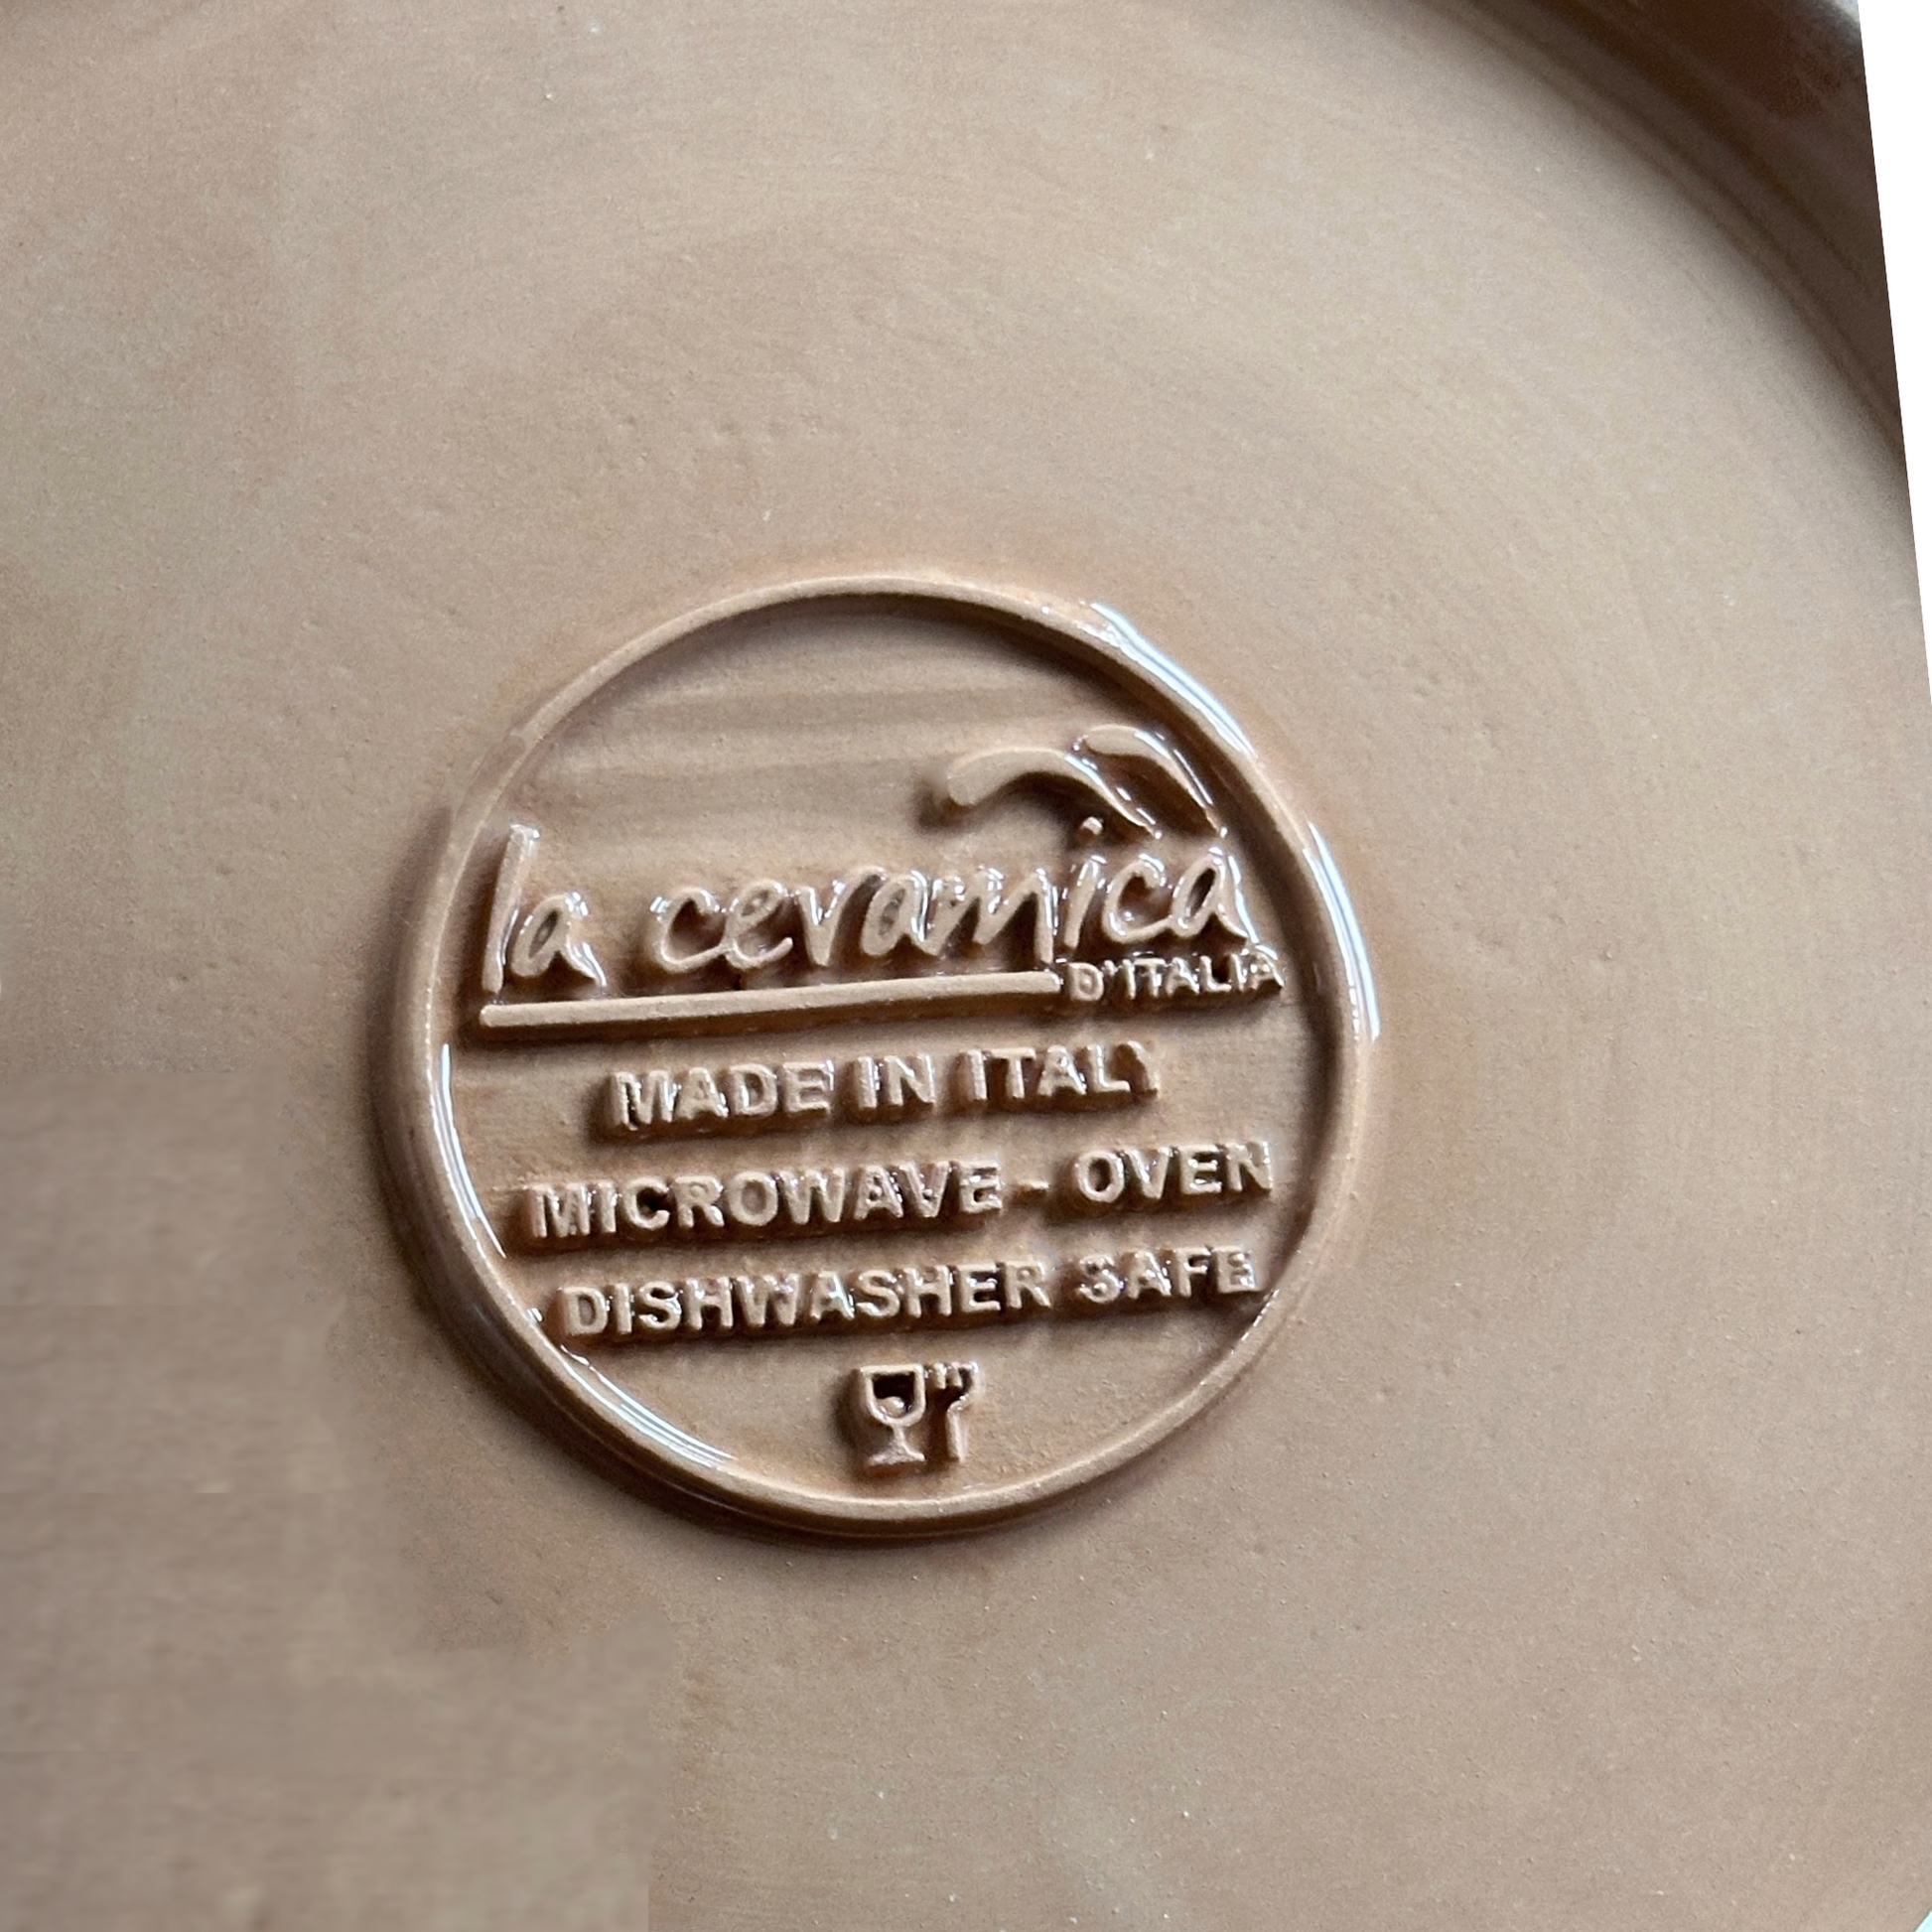 la ceramica
D'ITALIA
MADE IN ITALY
MICROWAVE - OVEN
DISHWASHER SAFE